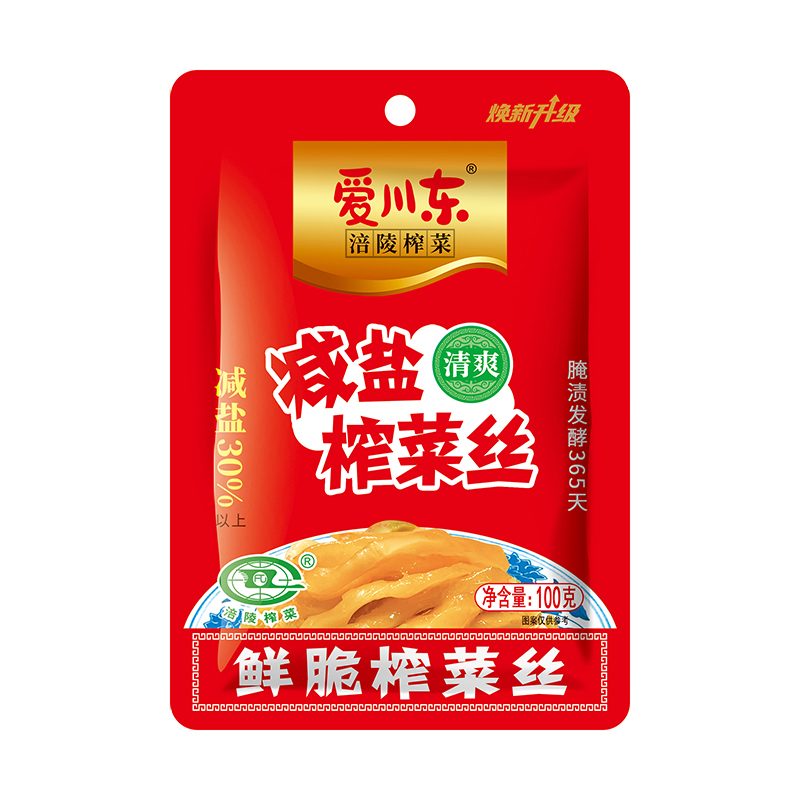 焕新升级
爱川东®
涪陵榨菜
减盐
清爽
榨菜丝
减盐30%
以上
腌渍发酵365天
®
涪陵榨菜
净含量:100克
图案仅供参考
鲜脆榨菜丝